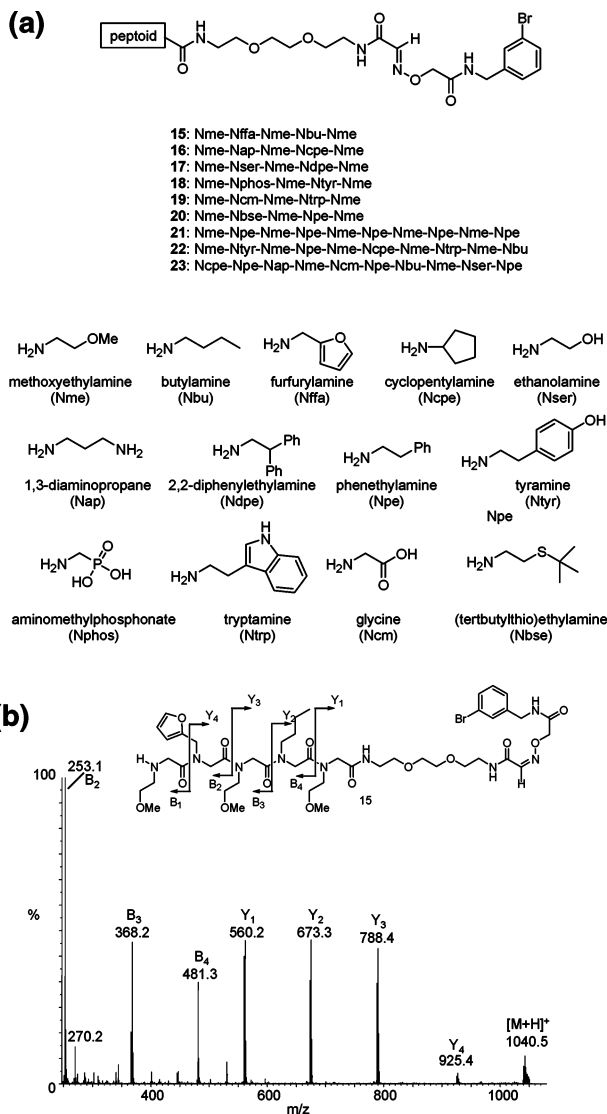 (a)
peptoid
O
H
N
O
O
N
H
O
H
N
O
O
H
N
Br
15: Nme-Nffa-Nme-Nbu-Nme
16: Nme-Nap-Nme-Ncpe-Nme
17: Nme-Nser-Nme-Ndpe-Nme
18: Nme-Nphos-Nme-Ntyr-Nme
19: Nme-Ncm-Nme-Ntrp-Nme
20: Nme-Nbse-Nme-Npe-Nme
21: Nme-Npe-Nme-Npe-Nme-Npe-Nme-Npe-Nme-Npe
22: Nme-Ntyr-Nme-Npe-Nme-Ncpe-Nme-Ntrp-Nme-Nbu
23: Ncpe-Npe-Nap-Nme-Ncm-Npe-Nbu-Nme-Nser-Npe
H2N OMe
methoxyethylamine
(Nme)
H2N
butylamine
(Nbu)
H2N O
furfurylamine
(Nffa)
H2N
cyclopentylamine
(Ncpe)
H2N OH
ethanolamine
(Nser)
H2N NH2
1,3-diaminopropane
(Nap)
H2N Ph
Ph
2,2-diphenylethylamine
(Ndpe)
H2N Ph
phenethylamine
(Npe)
H2N OH
tyramine
(Ntyr)
Npe
H2N P O
HO OH
aminomethylphosphonate
(Nphos)
H2N H
N
tryptamine
(Ntrp)
H2N OH
O
glycine
(Ncm)
H2N S
(tertbutylthio)ethylamine
(Nbse)
(b)
Y4
Y3
Y2
Y1
B1
B2
B3
B4
15
H
N
O
N
O
N
O
N
O
N
O
N
O
H
N
O
O
N
H
O
H
N
O
O
H
N
Br
OMe
OMe
OMe
100
253.1
B2
%
270.2
B3
368.2
B4
481.3
Y1
560.2
Y2
673.3
Y3
788.4
Y4
925.4
[M+H]+
1040.5
0
400
600
800
1000
m/z